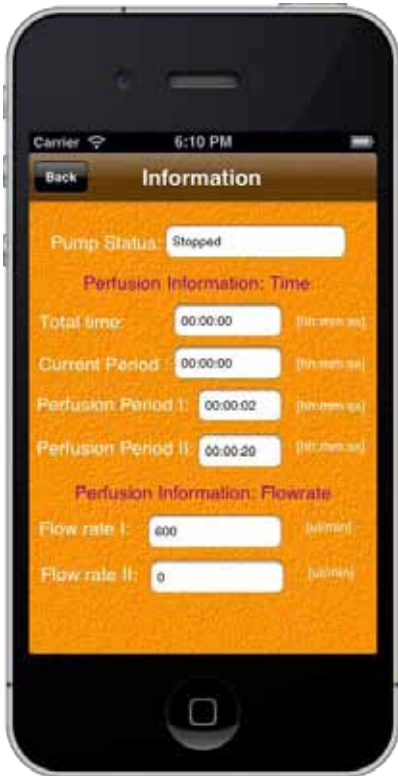 Carrier 6:10 PM
Back Information
Pump Status: Stopped
Perfusion Information: Time
Total time: 00:00:00 [hh:mm:ss]
Current Period : 00:00:00 [hh:mm:ss]
Perfusion Period I: 00:00:02 [hh:mm:ss]
Perfusion Period II: 00:00:20 [hh:mm:ss]
Perfusion Information: Flowrate
Flow rate I: 600 [ul/min]
Flow rate II: 0 [ul/min]